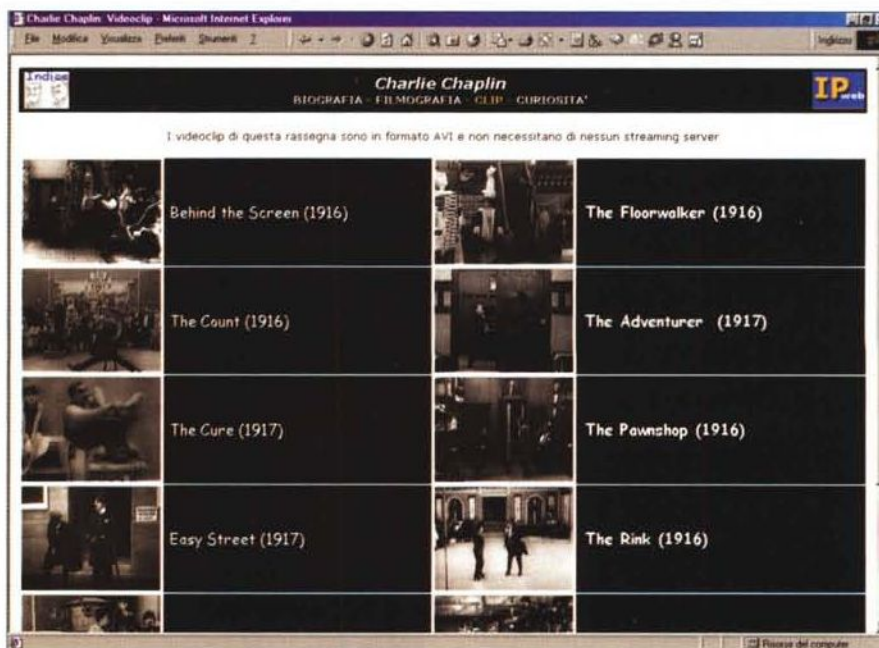 Charlie Chaplin: Videoclip - Microsoft Internet Explorer
File Modifica Visualizza Preferiti Strumenti ?
Indirizzo
Indice
Charlie Chaplin
BIOGRAFIA - FILMOGRAFIA - CLIP - CURIOSITA'
IP web
I videoclip di questa rassegna sono in formato AVI e non necessitano di nessun streaming server
Behind the Screen (1916)
The Floorwalker (1916)
The Count (1916)
The Adventurer (1917)
The Cure (1917)
The Pawnshop (1916)
Easy Street (1917)
The Rink (1916)
Risorse del computer